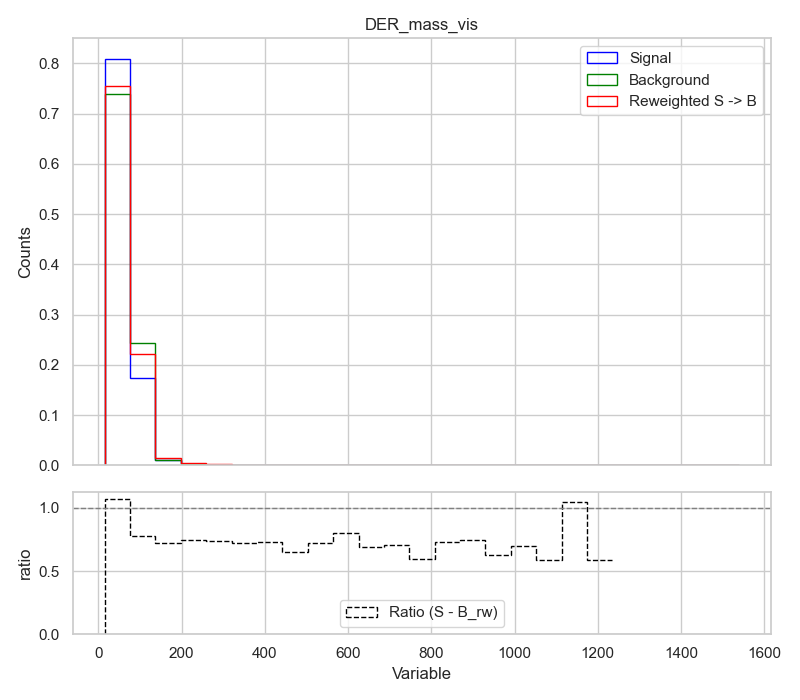 DER_mass_vis
Signal
Background
Reweighted S -> B
0.8
0.7
0.6
0.5
0.4
0.3
0.2
0.1
0.0
Counts
1.0
0.5
0.0
ratio
Ratio (S - B_rw)
0 200 400 600 800 1000 1200 1400 1600
Variable